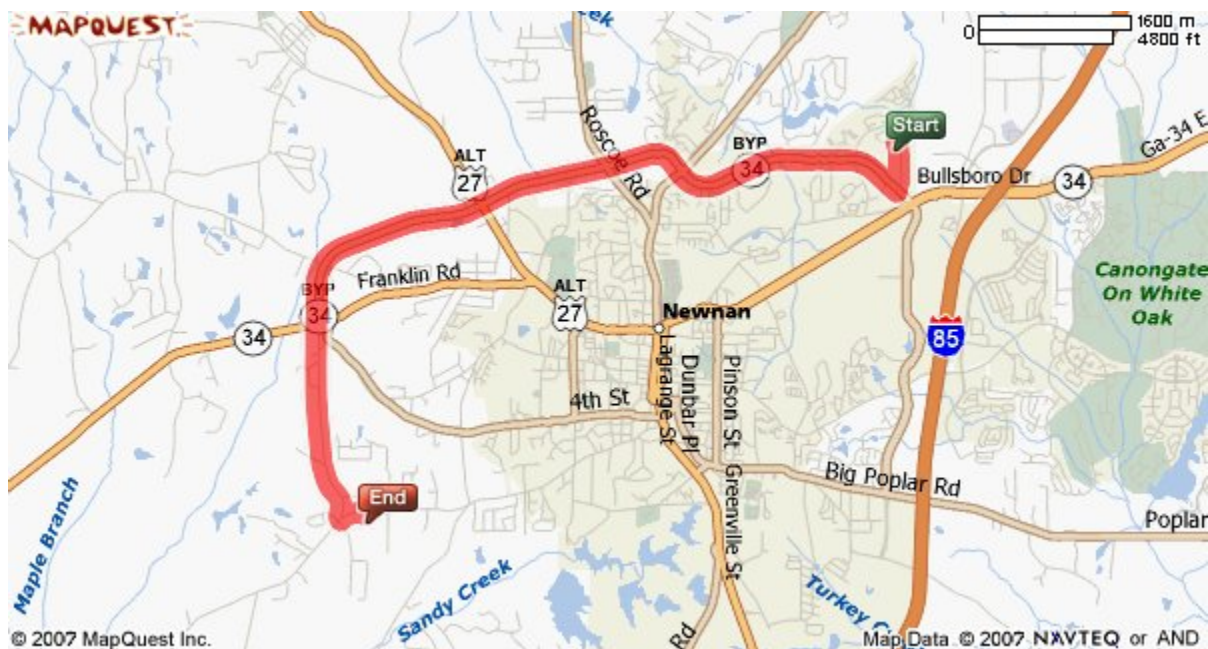 MAPQUEST.
Creek
0
1600 m
4800 ft
Start
Ga-34 E
Roscoe Rd
BYP
34
ALT
27
Bullsboro Dr
34
Franklin Rd
BYP
34
34
ALT
27
Newnan
Canongate
On White
Oak
85
Lagrange St
Dunbar Pl
Pinson St
Greenville St
4th St
Big Poplar Rd
Poplar
End
Maple Branch
Sandy Creek
Turkey
Rd
© 2007 MapQuest Inc.
Map Data © 2007 NAVTEQ or AND